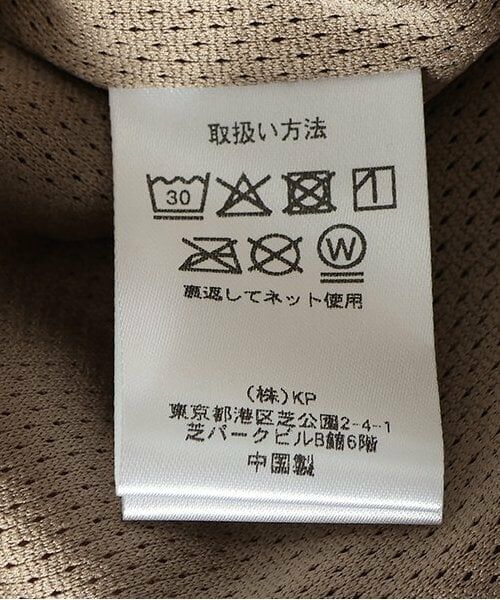 取扱い方法
30
W
裏返してネット使用
(株)KP
東京都港区芝公園2-4-1
芝パークビルB館6階
中国製